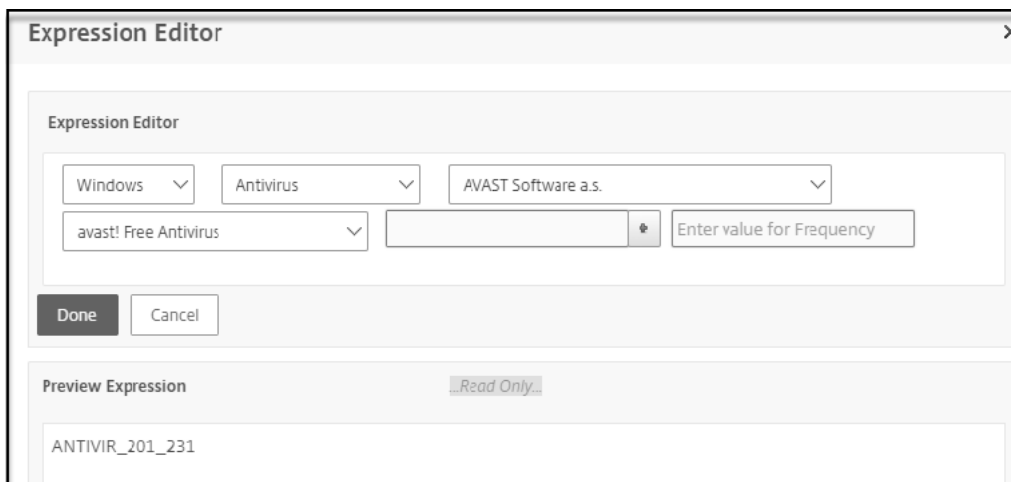 Expression Editor
Expression Editor
Windows Antivirus AVAST Software a.s.
avast! Free Antivirus Enter value for Frequency
Done Cancel
Preview Expression ...Read Only...
ANTIVIR_201_231